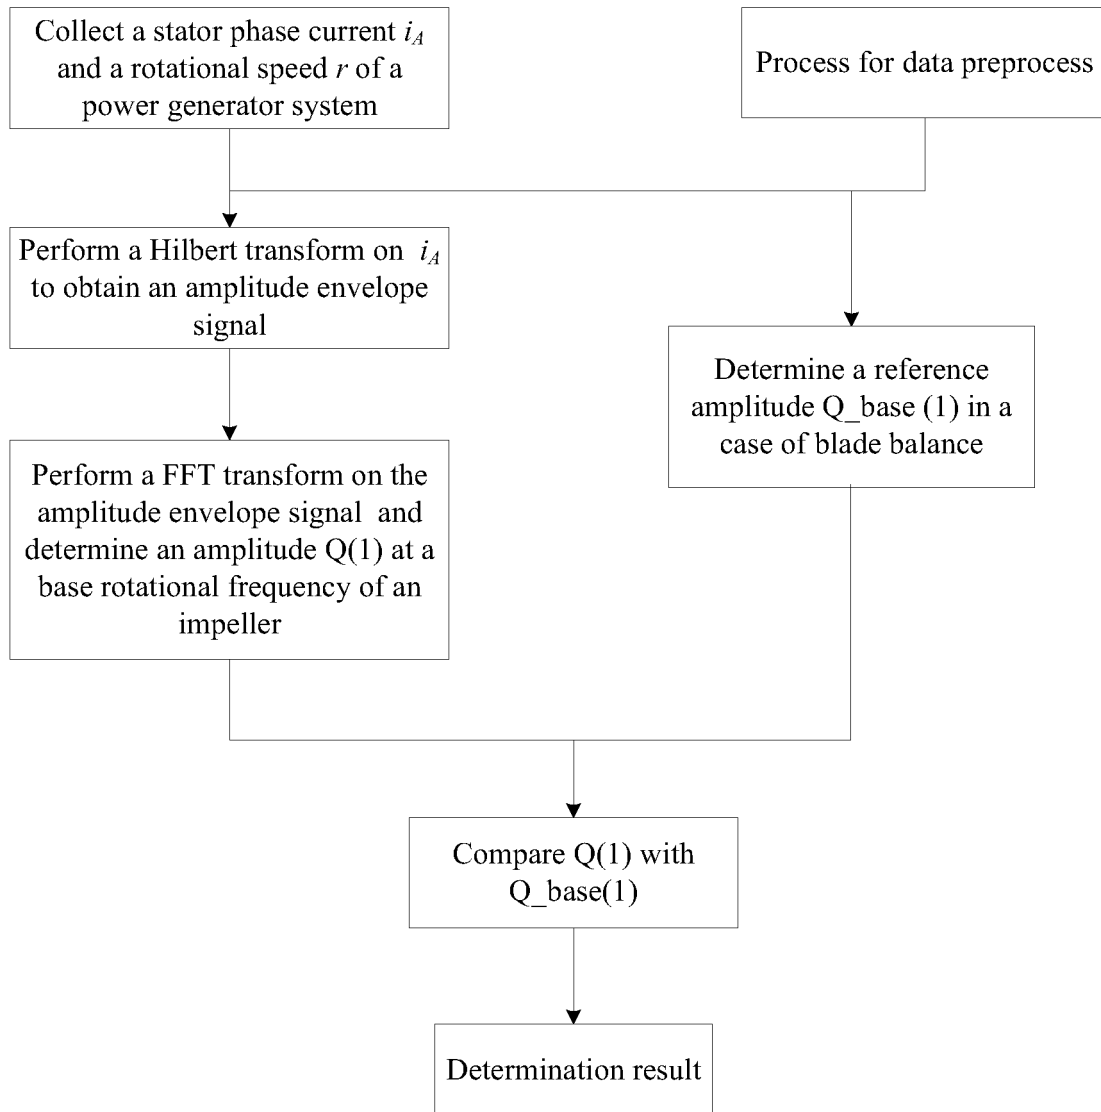 Collect a stator phase current i_A
and a rotational speed r of a
power generator system
Process for data preprocess
Perform a Hilbert transform on i_A
to obtain an amplitude envelope
signal
Determine a reference
amplitude Q_base (1) in a
case of blade balance
Perform a FFT transform on the
amplitude envelope signal and
determine an amplitude Q(1) at a
base rotational frequency of an
impeller
Compare Q(1) with
Q_base(1)
Determination result